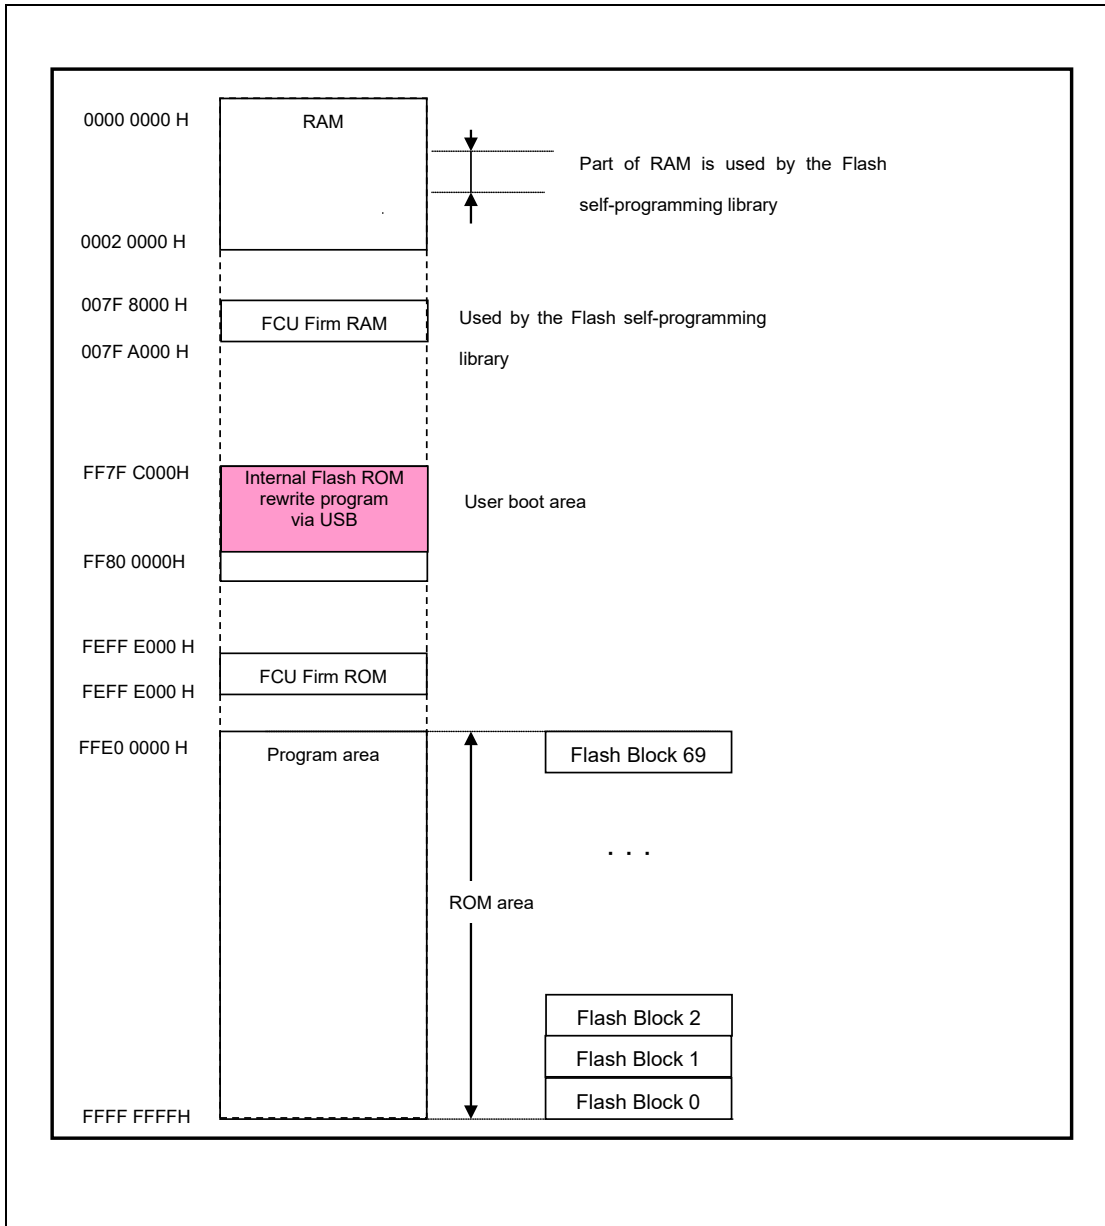 0000 0000 H
RAM
Part of RAM is used by the Flash
self-programming library
0002 0000 H
007F 8000 H
FCU Firm RAM
Used by the Flash self-programming
007F A000 H
library
FF7F C000H
Internal Flash ROM
rewrite program
via USB
User boot area
FF80 0000H
FEFF E000 H
FCU Firm ROM
FEFF E000 H
FFE0 0000 H
Program area
Flash Block 69
. . .
ROM area
Flash Block 2
Flash Block 1
Flash Block 0
FFFF FFFFH